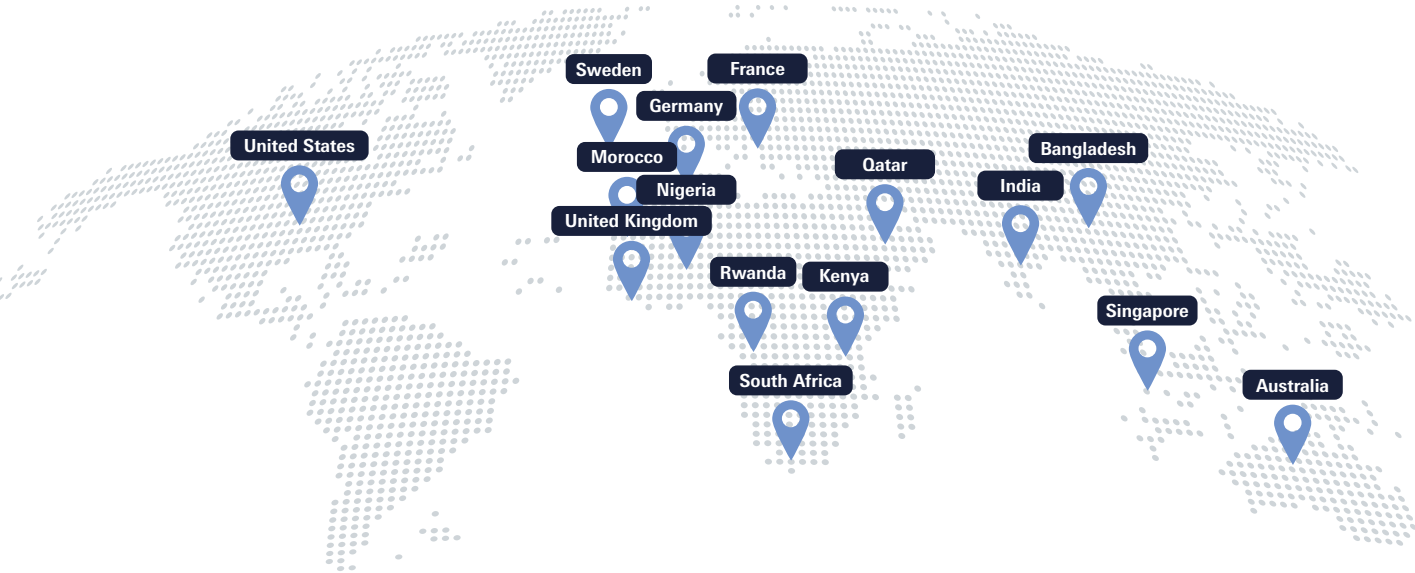 Sweden
France
Germany
United States
Morocco
Bangladesh
Qatar
India
Nigeria
United Kingdom
Rwanda
Kenya
Singapore
South Africa
Australia